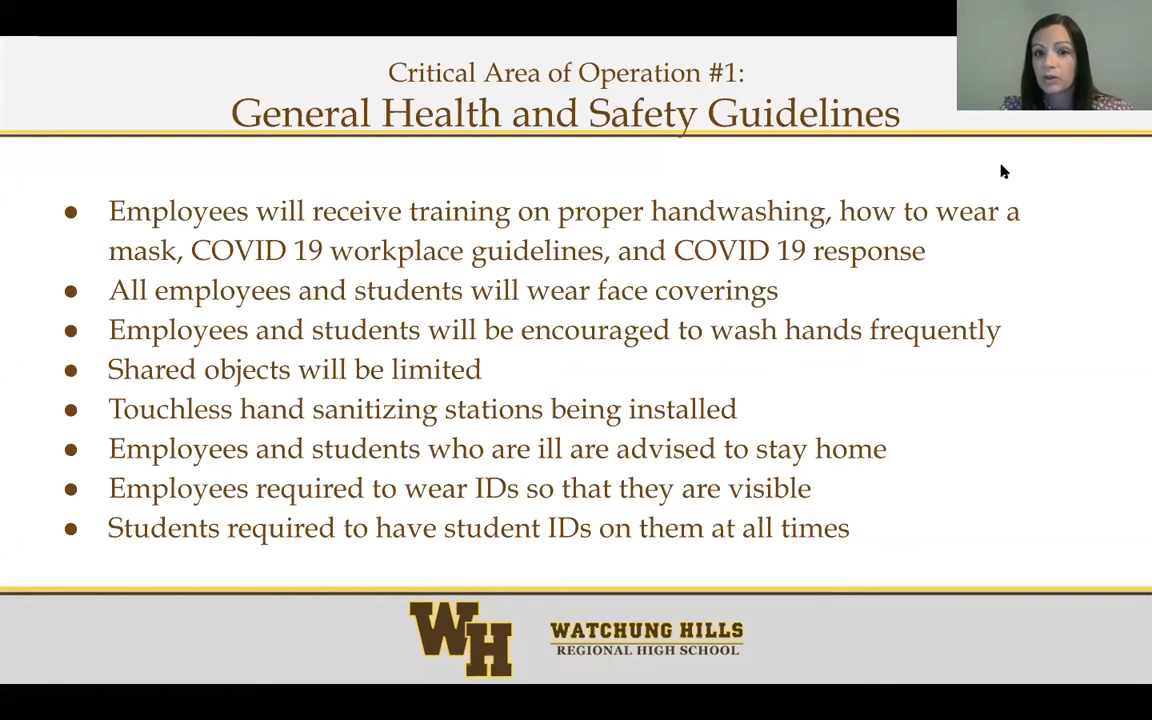 Critical Area of Operation #1:
General Health and Safety Guidelines
● Employees will receive training on proper handwashing, how to wear a
mask, COVID 19 workplace guidelines, and COVID 19 response
● All employees and students will wear face coverings
● Employees and students will be encouraged to wash hands frequently
● Shared objects will be limited
● Touchless hand sanitizing stations being installed
● Employees and students who are ill are advised to stay home
● Employees required to wear IDs so that they are visible
● Students required to have student IDs on them at all times
WH
WATCHUNG HILLS
REGIONAL HIGH SCHOOL